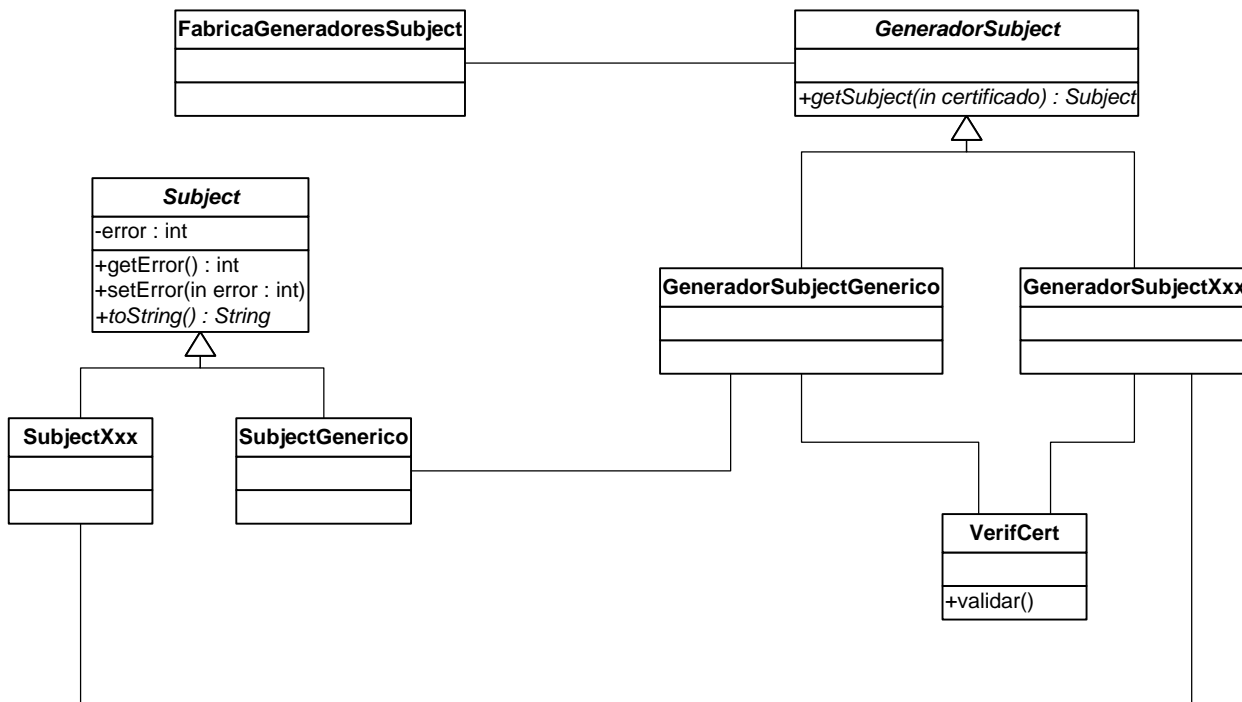 FabricaGeneradoresSubject
GeneradorSubject
+getSubject(in certificado) : Subject
Subject
-error : int
+getError() : int
+setError(in error : int)
+toString() : String
GeneradorSubjectGenerico
GeneradorSubjectXxx
SubjectXxx
SubjectGenerico
VerifCert
+validar()